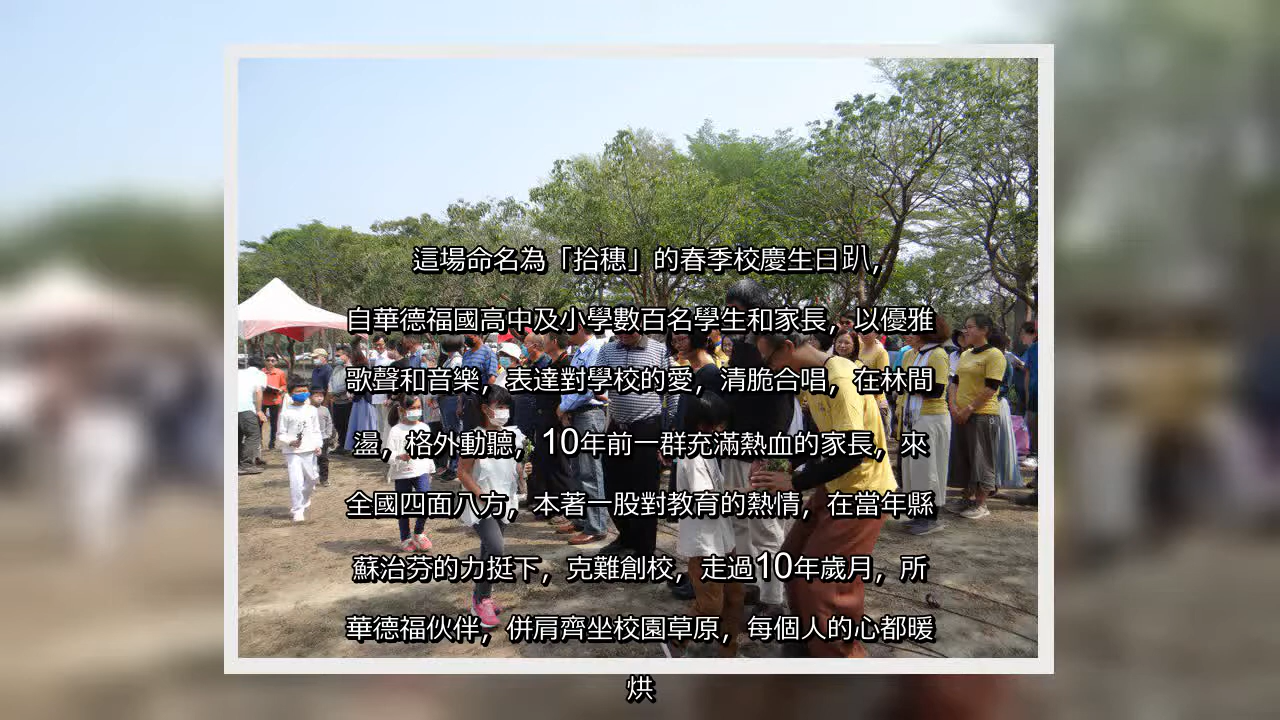 這場命名為「拾穗」的春季校慶生日趴，
自華德福國高中及小學數百名學生和家長，以優雅
歌聲和音樂，表達對學校的愛，清脆合唱，在林間
盪，格外動聽，10年前一群充滿熱血的家長，來
全國四面八方，本著一股對教育的熱情，在當年縣
蘇治芬的力挺下，克難創校，走過10年歲月，所
華德福伙伴，併肩齊坐校園草原，每個人的心都暖
烘